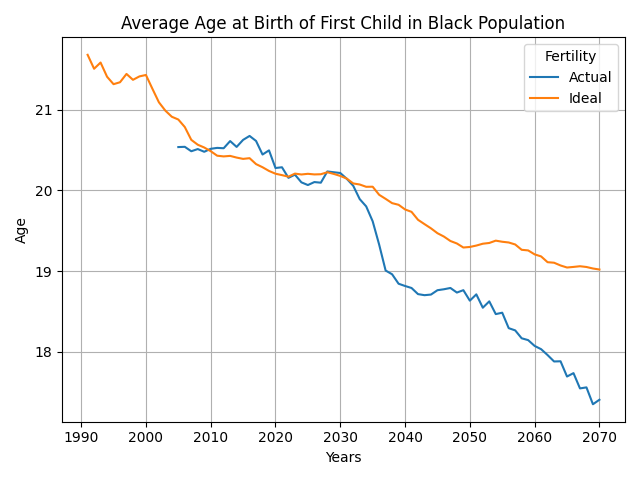 Average Age at Birth of First Child in Black Population
Fertility
Actual
Ideal
Age
21
20
19
18
1990 2000 2010 2020 2030 2040 2050 2060 2070
Years